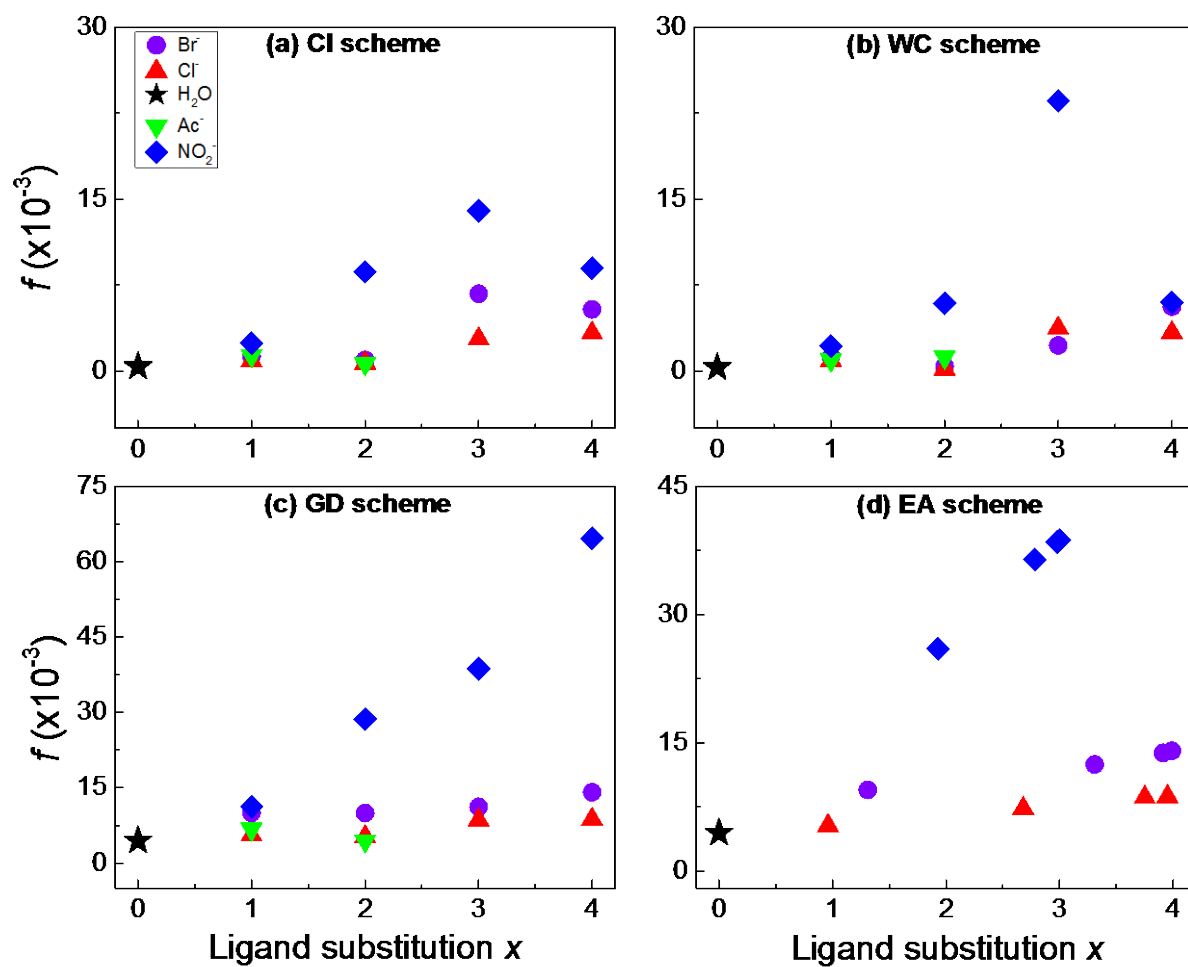 30
(a) CI scheme
Br⁻
Cl⁻
H₂O
Ac⁻
NO₂⁻
15
0
0 1 2 3 4
f (x10⁻³)
30
(b) WC scheme
15
0
0 1 2 3 4
75
(c) GD scheme
60
45
30
15
0
0 1 2 3 4
f (x10⁻³)
Ligand substitution x
45
(d) EA scheme
30
15
0
0 1 2 3 4
Ligand substitution x